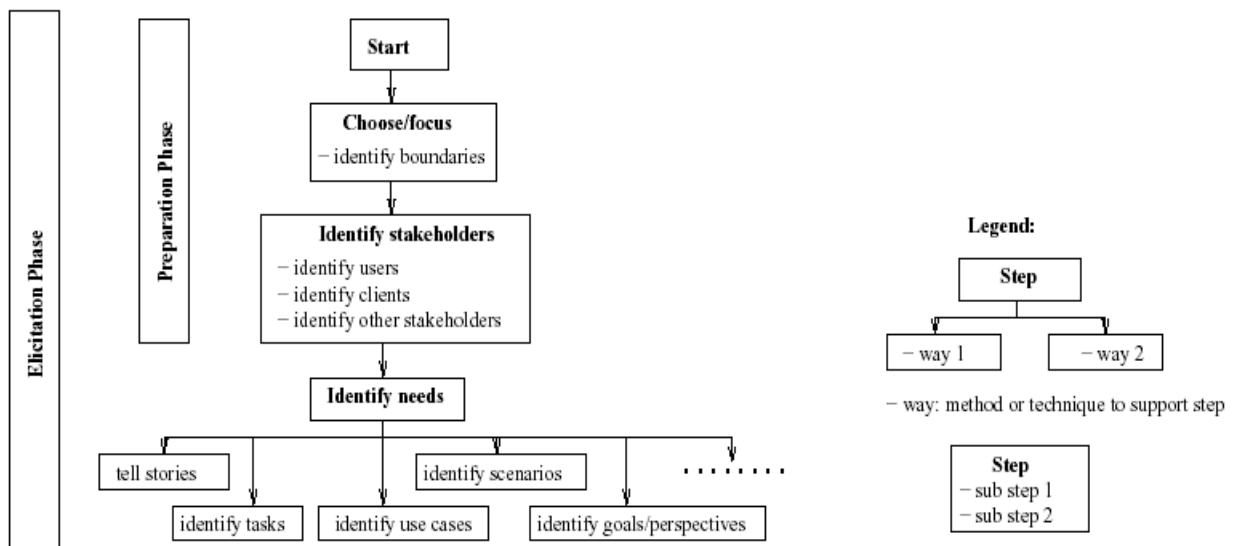 Elicitation Phase
Preparation Phase
Start
Choose/focus
− identify boundaries
Identify stakeholders
− identify users
− identify clients
− identify other stakeholders
Identify needs
tell stories
identify scenarios
. . . . . . . .
identify tasks
identify use cases
identify goals/perspectives
Legend:
Step
− way 1
− way 2
− way: method or technique to support step
Step
− sub step 1
− sub step 2